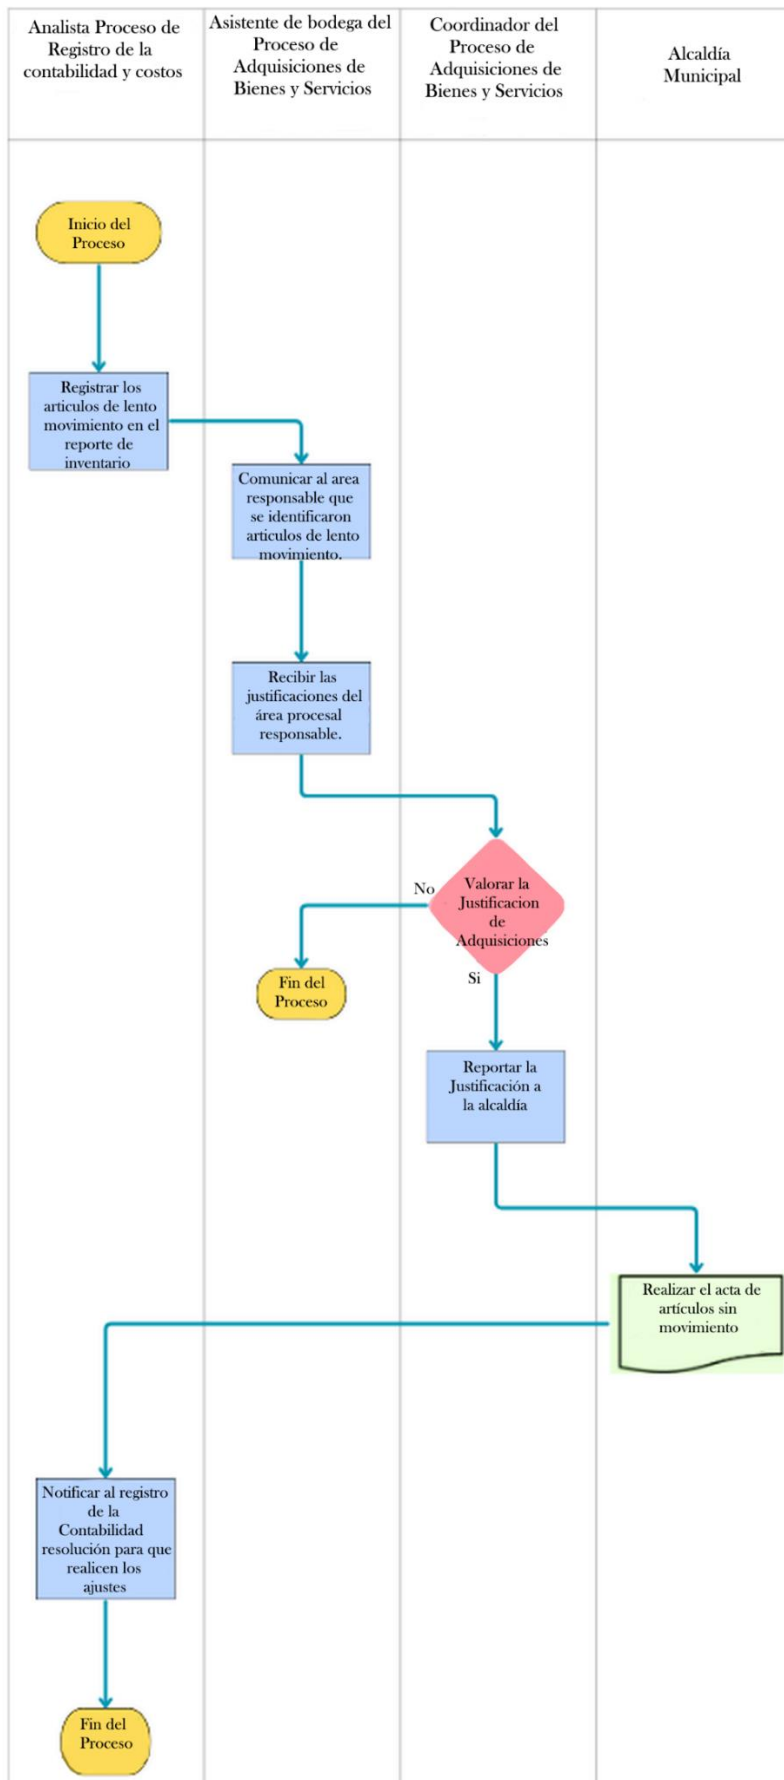 Analista Proceso de
Registro de la
contabilidad y costos
Asistente de bodega del
Proceso de
Adquisiciones de
Bienes y Servicios
Coordinador del
Proceso de
Adquisiciones de
Bienes y Servicios
Alcaldía
Municipal
Inicio del
Proceso
Registrar los
articulos de lento
movimiento en el
reporte de
inventario
Comunicar al area
responsable que
se identificaron
articulos de lento
movimiento.
Recibir las
justificaciones del
área procesal
responsable.
Valorar la
Justificacion
de
Adquisiciones
No
Fin del
Proceso
Si
Reportar la
Justificación a
la alcaldía
Realizar el acta de
artículos sin
movimiento
Notificar al registro
de la
Contabilidad
resolución para que
realicen los
ajustes
Fin del
Proceso